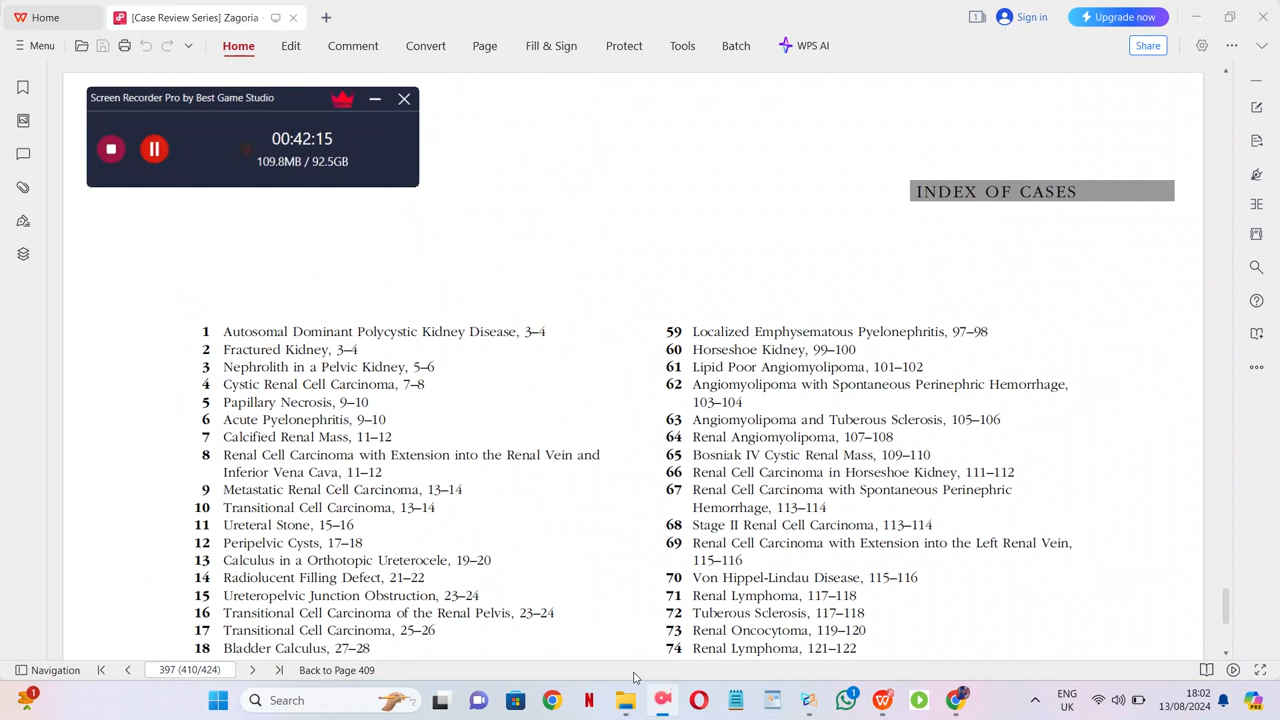 Home
[Case Review Series] Zagoria
1
Sign in
Upgrade now
Menu
Home
Edit
Comment
Convert
Page
Fill & Sign
Protect
Tools
Batch
WPS AI
Share
Screen Recorder Pro by Best Game Studio
00:42:15
109.8MB / 92.5GB
INDEX OF CASES
1 Autosomal Dominant Polycystic Kidney Disease, 3–4
2 Fractured Kidney, 3–4
3 Nephrolith in a Pelvic Kidney, 5–6
4 Cystic Renal Cell Carcinoma, 7–8
5 Papillary Necrosis, 9–10
6 Acute Pyelonephritis, 9–10
7 Calcified Renal Mass, 11–12
8 Renal Cell Carcinoma with Extension into the Renal Vein and
Inferior Vena Cava, 11–12
9 Metastatic Renal Cell Carcinoma, 13–14
10 Transitional Cell Carcinoma, 13–14
11 Ureteral Stone, 15–16
12 Peripelvic Cysts, 17–18
13 Calculus in a Orthotopic Ureterocele, 19–20
14 Radiolucent Filling Defect, 21–22
15 Ureteropelvic Junction Obstruction, 23–24
16 Transitional Cell Carcinoma of the Renal Pelvis, 23–24
17 Transitional Cell Carcinoma, 25–26
18 Bladder Calculus, 27–28
59 Localized Emphysematous Pyelonephritis, 97–98
60 Horseshoe Kidney, 99–100
61 Lipid Poor Angiomyolipoma, 101–102
62 Angiomyolipoma with Spontaneous Perinephric Hemorrhage,
103–104
63 Angiomyolipoma and Tuberous Sclerosis, 105–106
64 Renal Angiomyolipoma, 107–108
65 Bosniak IV Cystic Renal Mass, 109–110
66 Renal Cell Carcinoma in Horseshoe Kidney, 111–112
67 Renal Cell Carcinoma with Spontaneous Perinephric
Hemorrhage, 113–114
68 Stage II Renal Cell Carcinoma, 113–114
69 Renal Cell Carcinoma with Extension into the Left Renal Vein,
115–116
70 Von Hippel-Lindau Disease, 115–116
71 Renal Lymphoma, 117–118
72 Tuberous Sclerosis, 117–118
73 Renal Oncocytoma, 119–120
74 Renal Lymphoma, 121–122
Navigation
397 (410/424)
Back to Page 409
1
Search
1
ENG
UK
18:02
13/08/2024